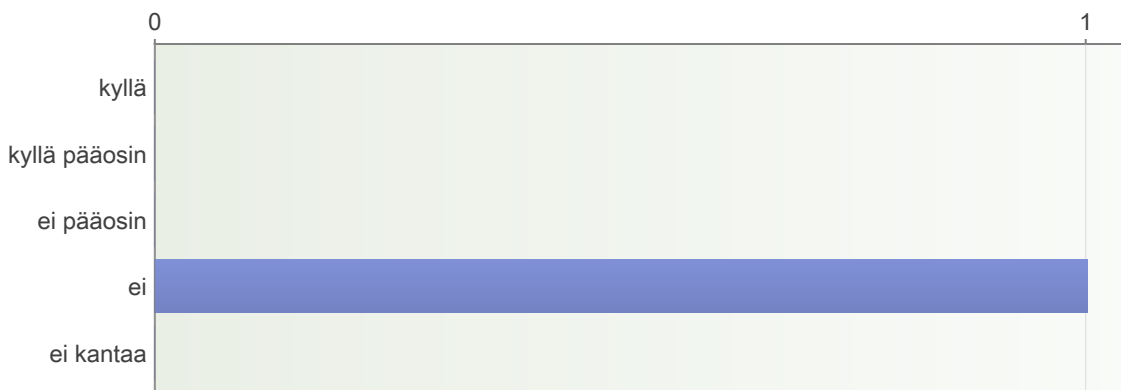 0 1
kyllä
kyllä pääosin
ei pääosin
ei
ei kantaa